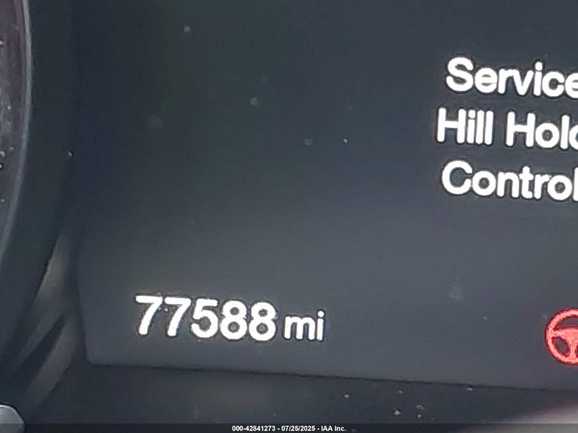 Service
Hill Hold
Control
77588 mi
000-42841273 - 07/25/2025 - IAA Inc.